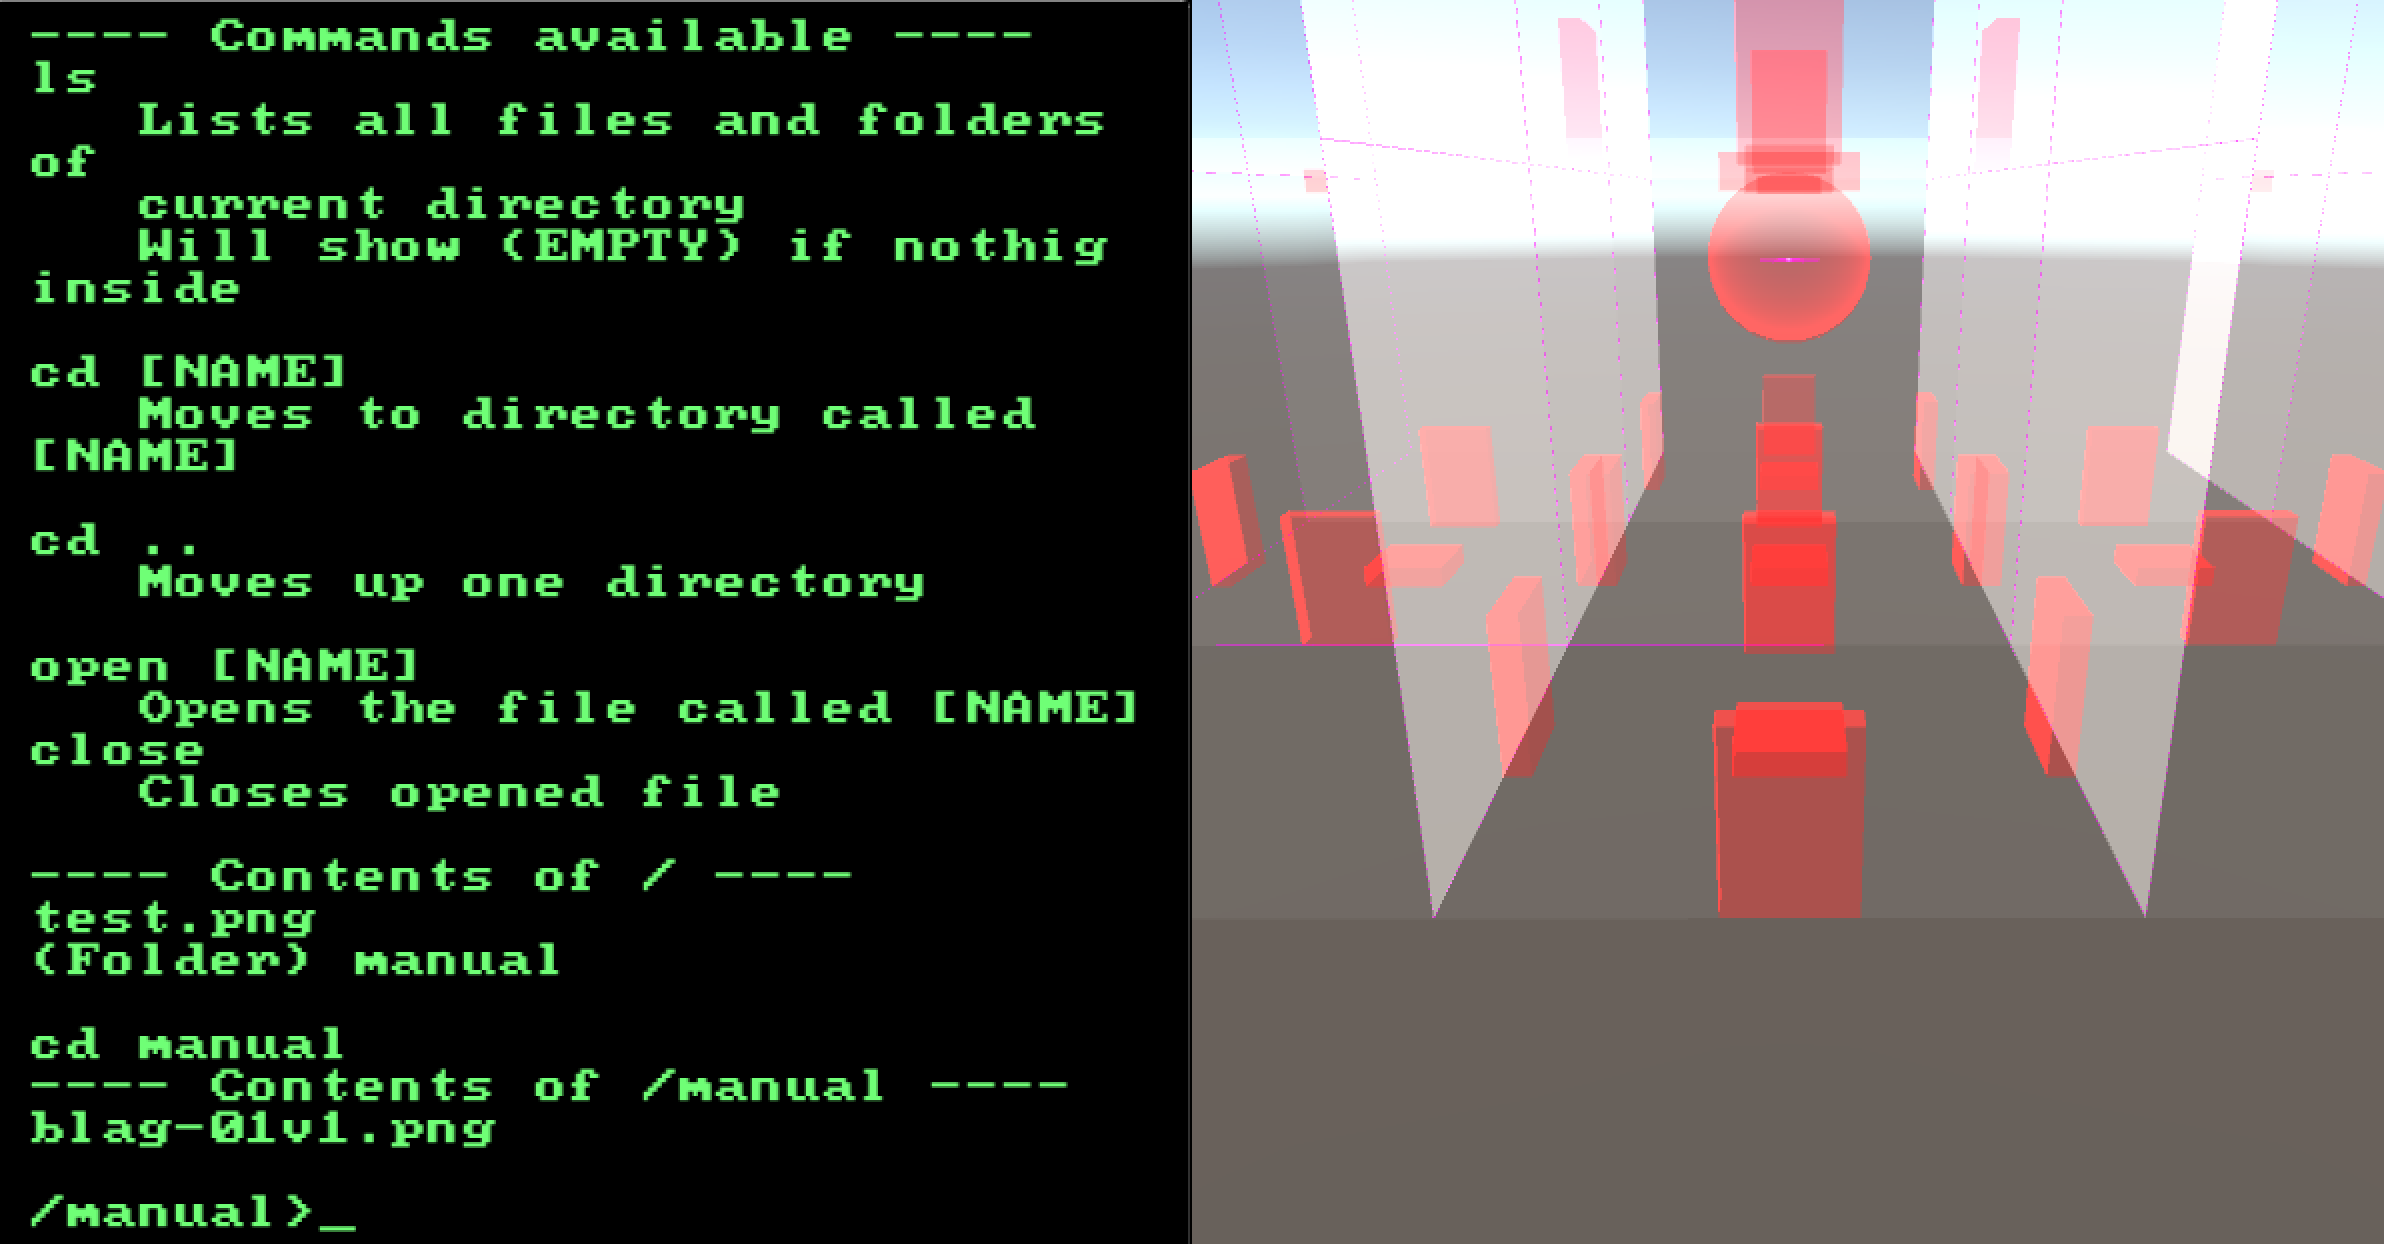 ---- Commands available ----
ls
Lists all files and folders
of
current directory
Will show (EMPTY) if nothig
inside
cd [NAME]
Moves to directory called
[NAME]
cd ..
Moves up one directory
open [NAME]
Opens the file called [NAME]
close
Closes opened file
---- Contents of / ----
test.png
(Folder) manual
cd manual
---- Contents of /manual ----
blag-01v1.png
/manual>_